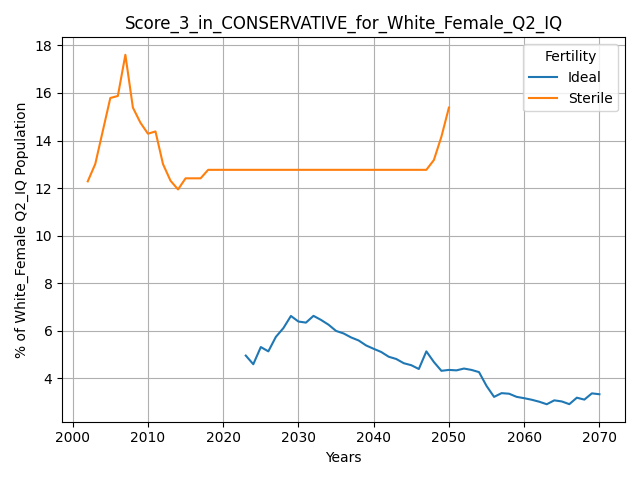 Score_3_in_CONSERVATIVE_for_White_Female_Q2_IQ
Fertility
Ideal
Sterile
% of White_Female Q2_IQ Population
18
16
14
12
10
8
6
4
2000 2010 2020 2030 2040 2050 2060 2070
Years